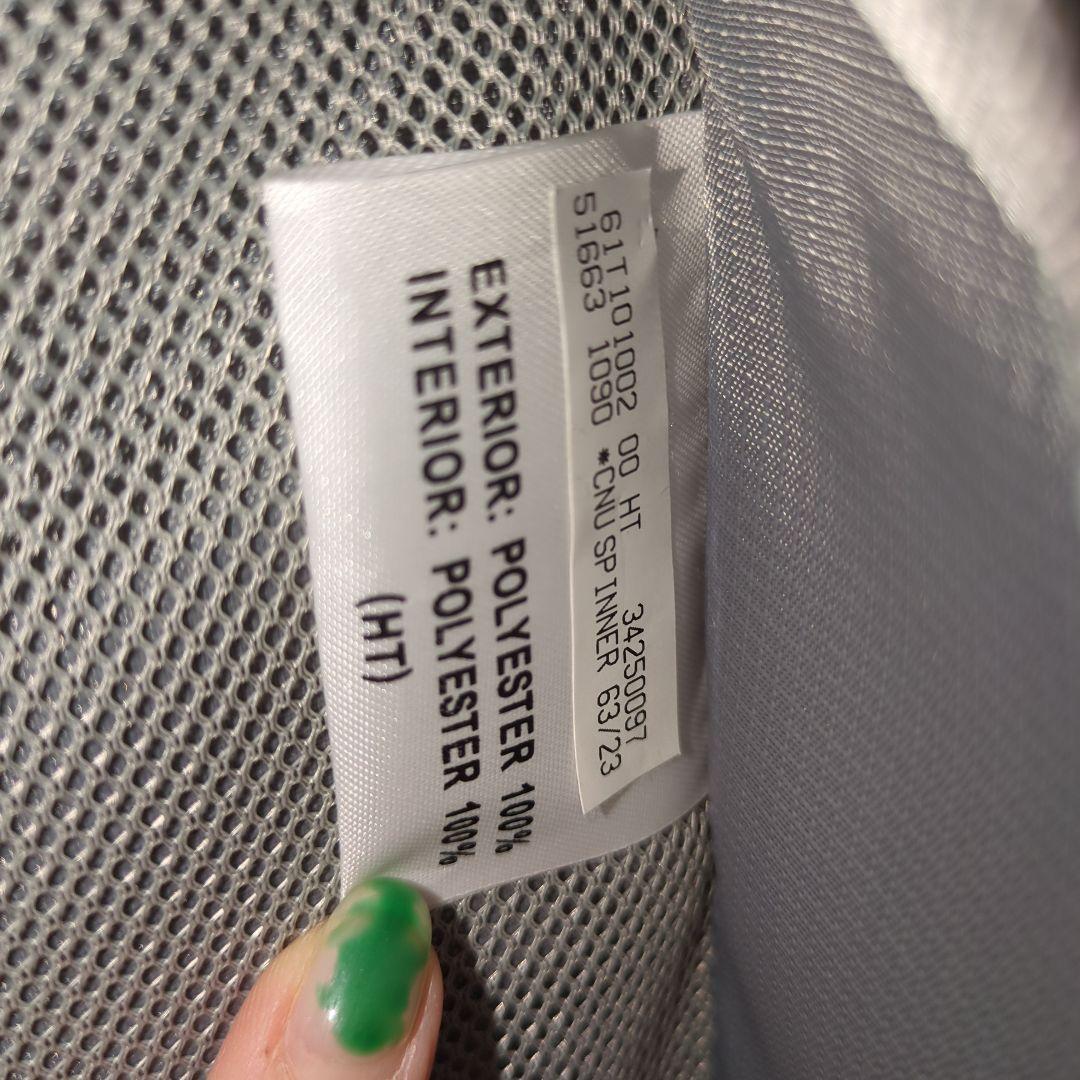 61T101002 00 HT 34250097
51663 1090 *CNU SPINNER 63/23
EXTERIOR: POLYESTER 100%
INTERIOR: POLYESTER 100%
(HT)